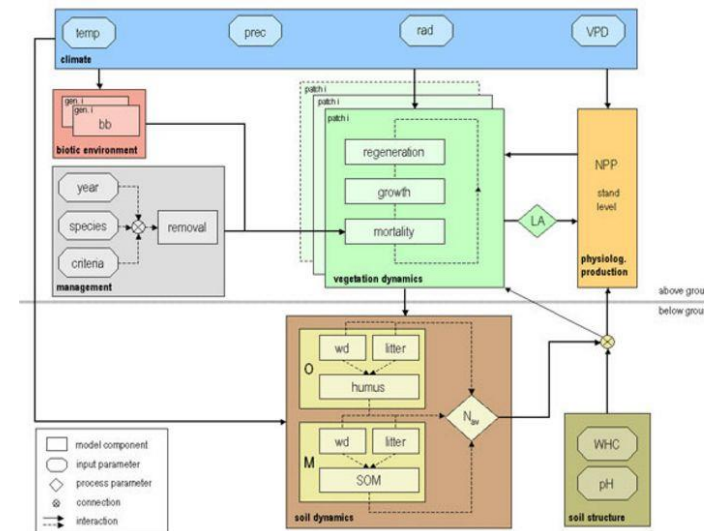 temp prec rad VPD
climate
gen. i
gen. i
bb
biotic environment
patch i
patch i
patch i
regeneration
growth
mortality
vegetation dynamics
LA
NPP
stand
level
physiolog.
production
year
species
criteria
removal
management
above grou
below grou
O
wd litter
humus
M
wd litter
SOM
Nav
soil dynamics
WHC
pH
soil structure
model component
input parameter
process parameter
connection
interaction